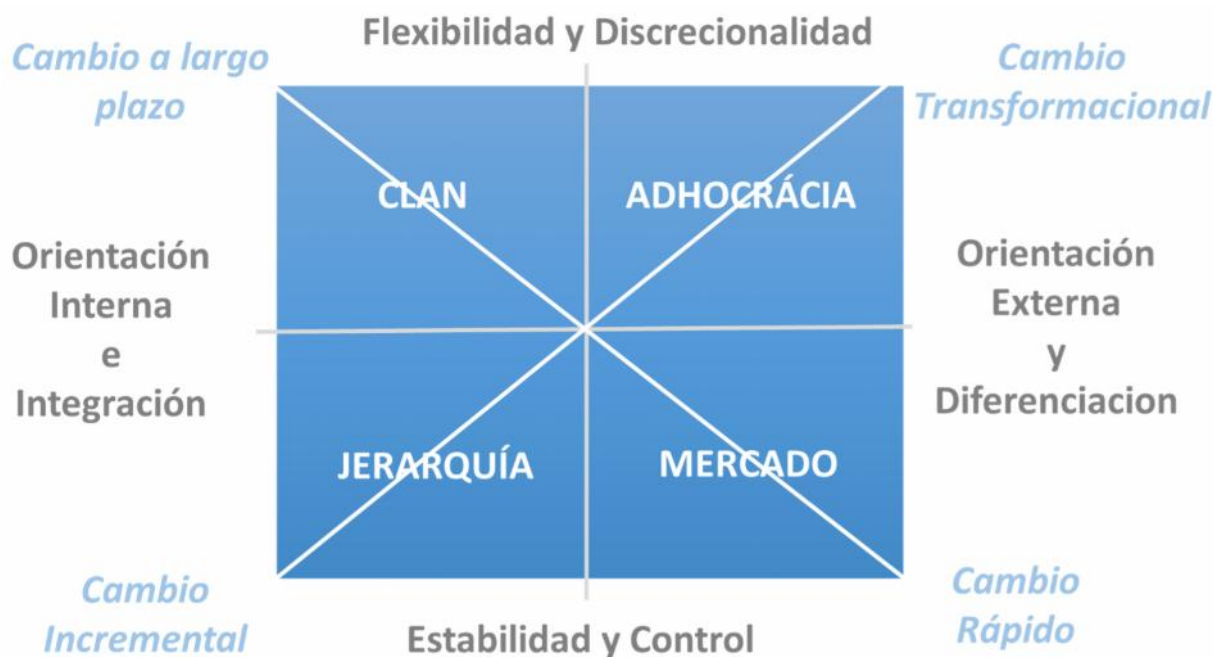 Flexibilidad y Discrecionalidad
Cambio a largo
plazo
Cambio
Transformacional
CLAN
ADHOCRÁCIA
Orientación
Interna
e
Integración
Orientación
Externa
y
Diferenciacion
JERARQUÍA
MERCADO
Cambio
Incremental
Estabilidad y Control
Cambio
Rápido